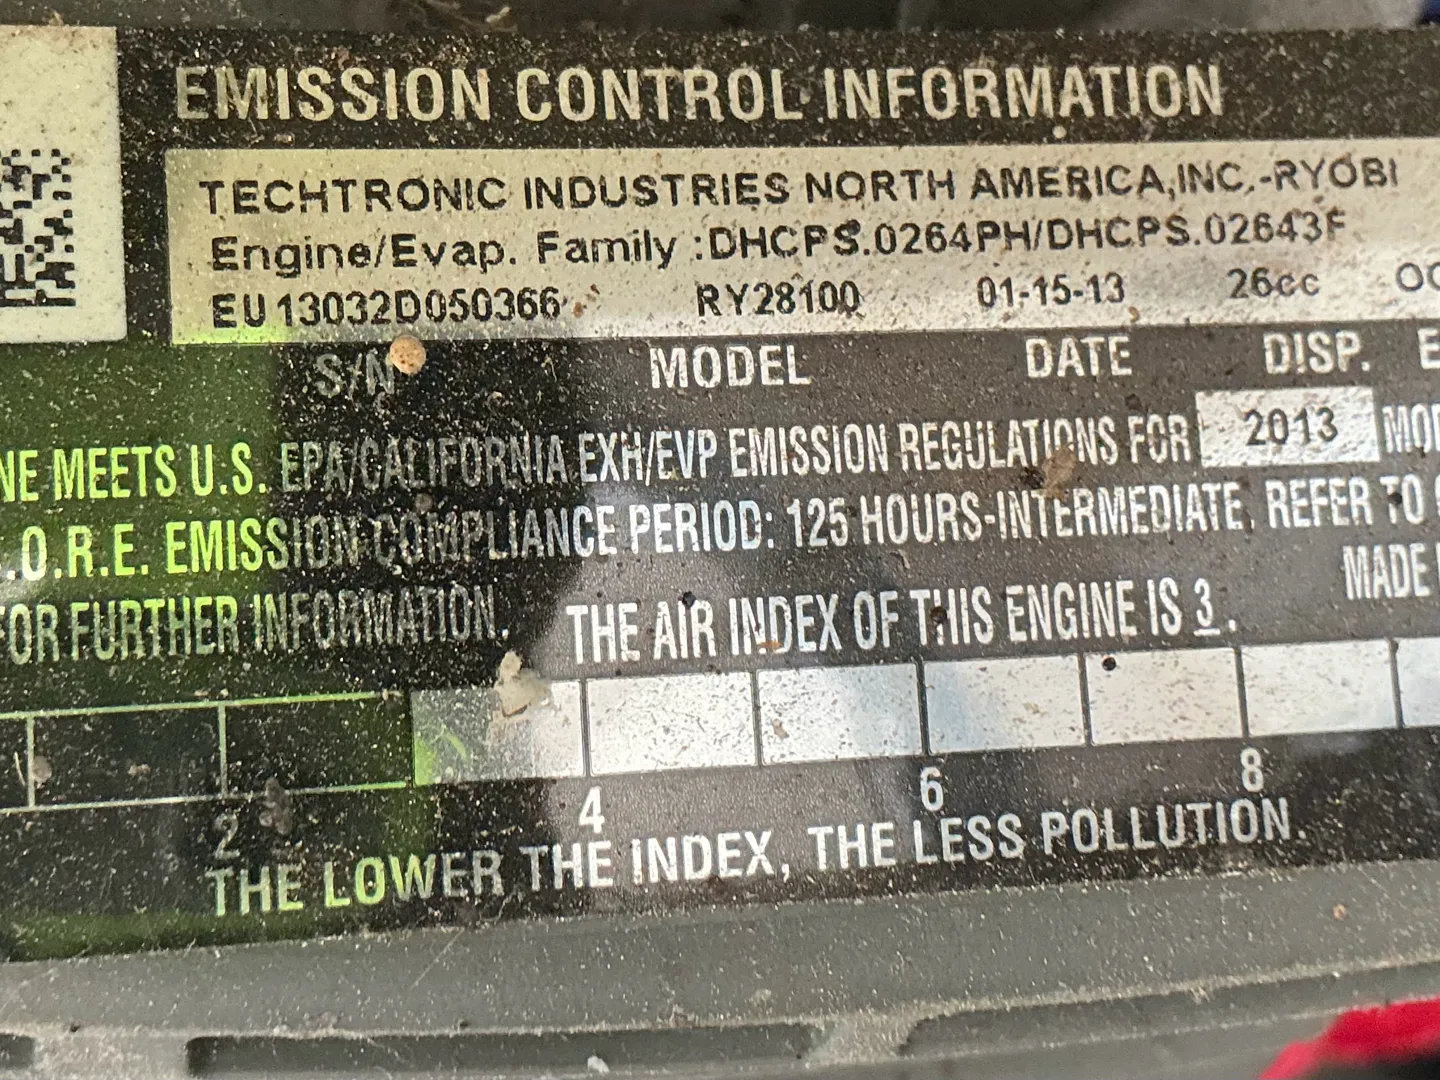 EMISSION CONTROL INFORMATION
TECHTRONIC INDUSTRIES NORTH AMERICA,INC.-RYOBI
Engine/Evap. Family :DHCPS.0264PH/DHCPS.02643F
EU13032D050366 RY28100 01-15-13 26cc
S/N MODEL DATE DISP. E
NE MEETS U.S. EPA/CALIFORNIA EXH/EVP EMISSION REGULATIONS FOR 2013 MOD
.O.R.E. EMISSION COMPLIANCE PERIOD: 125 HOURS-INTERMEDIATE, REFER TO
FOR FURTHER INFORMATION. THE AIR INDEX OF THIS ENGINE IS 3. MADE
2 4 6 8
THE LOWER THE INDEX, THE LESS POLLUTION.